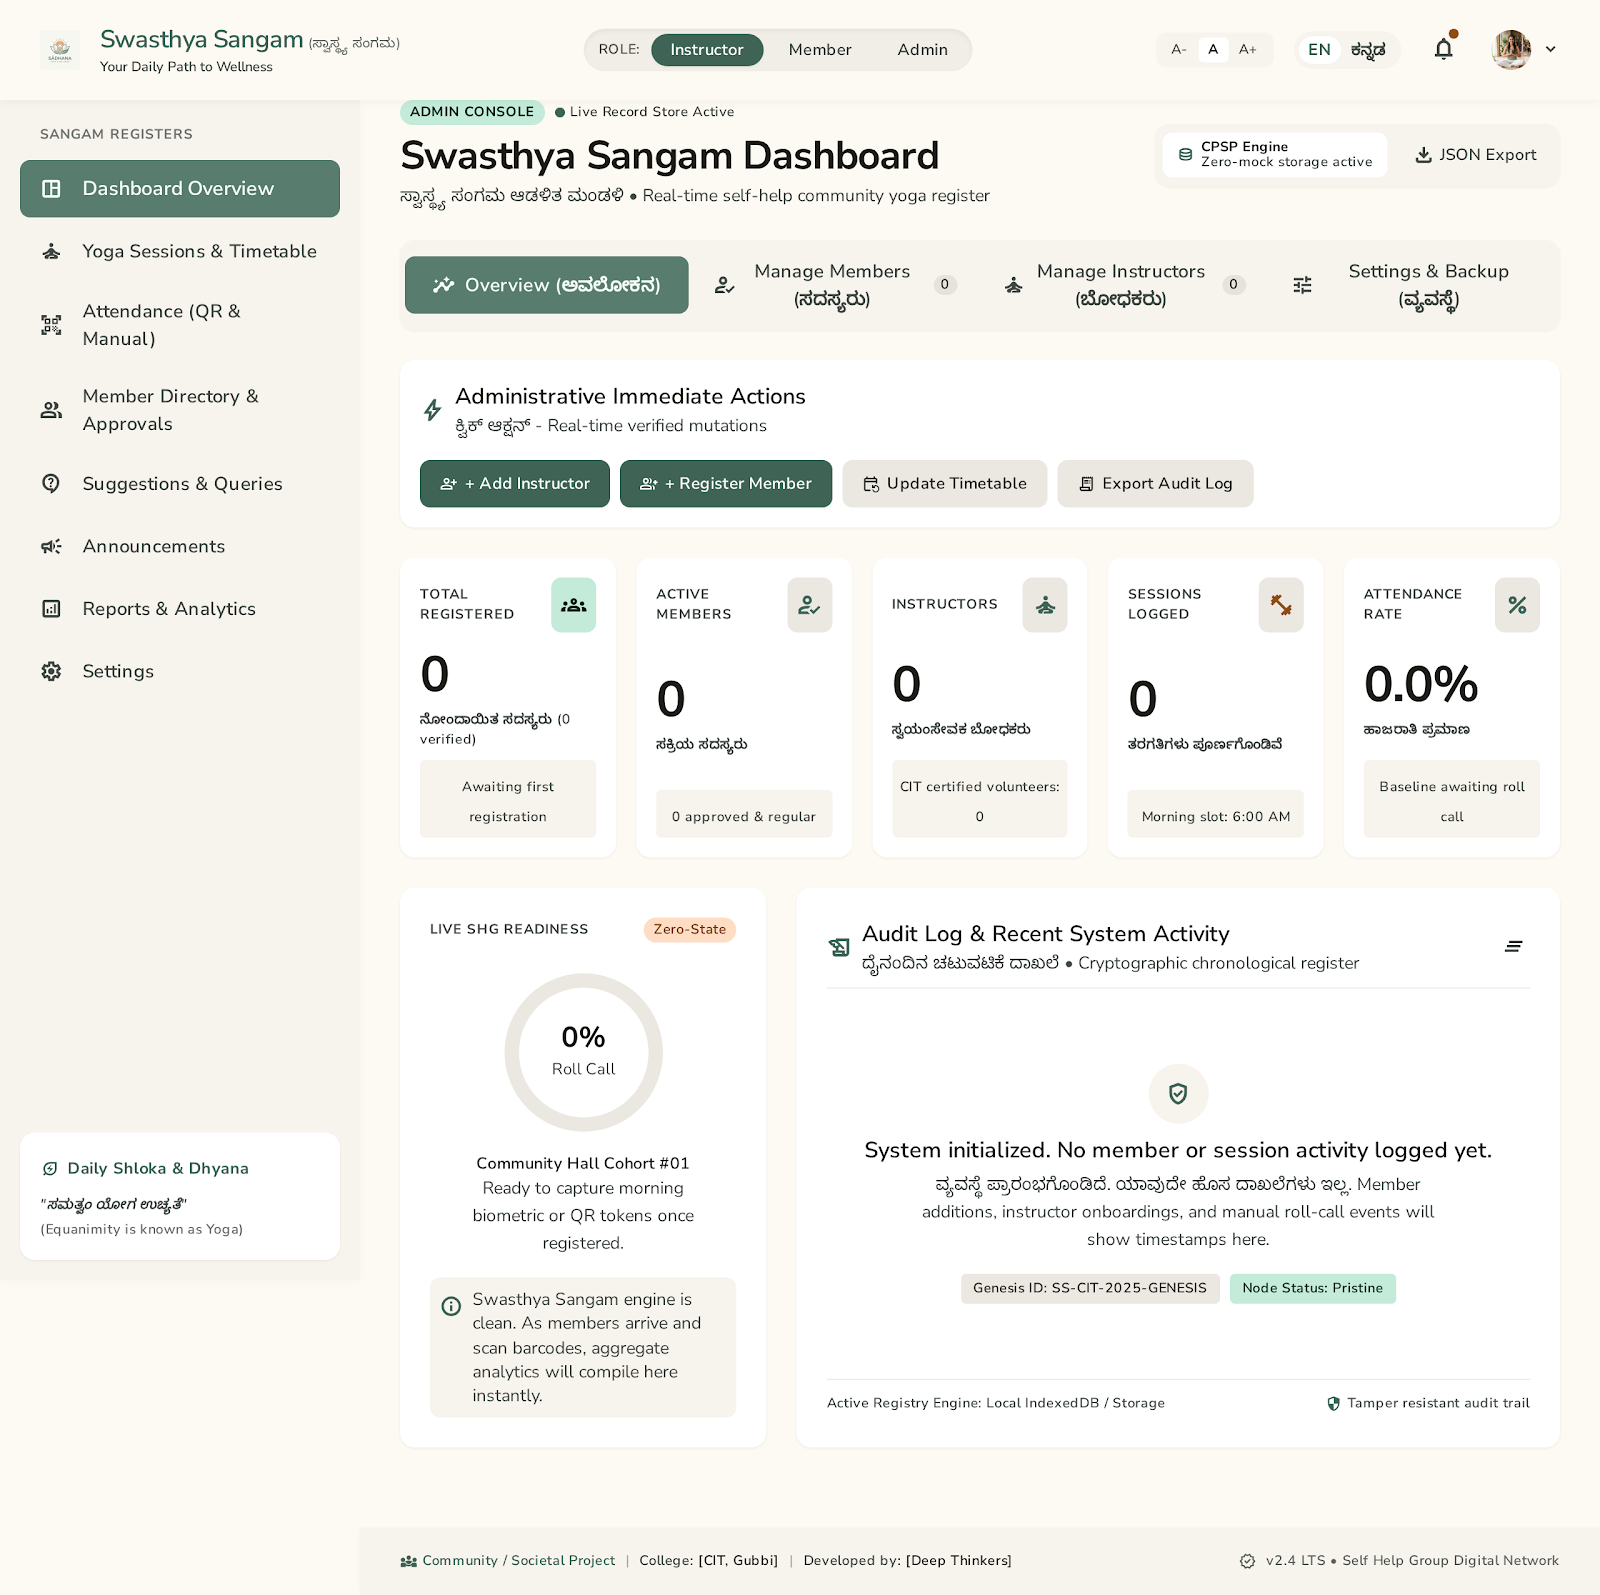 Swasthya Sangam (ಸ್ವಾಸ್ಥ್ಯ ಸಂಗಮ)
Your Daily Path to Wellness
ROLE: Instructor Member Admin
A- A A+
EN ಕನ್ನಡ
SADHANA
SANGAM REGISTERS
Dashboard Overview
Yoga Sessions & Timetable
Attendance (QR &
Manual)
Member Directory &
Approvals
Suggestions & Queries
Announcements
Reports & Analytics
Settings
Daily Shloka & Dhyana
"ಸಮತ್ವಂ ಯೋಗ ಉಚ್ಯತೆ"
(Equanimity is known as Yoga)
ADMIN CONSOLE Live Record Store Active
Swasthya Sangam Dashboard
ಸ್ವಾಸ್ಥ್ಯ ಸಂಗಮ ಆಡಳಿತ ಮಂಡಳಿ • Real-time self-help community yoga register
CPSP Engine
Zero-mock storage active
JSON Export
Overview (ಅವಲೋಕನ)
Manage Members
(ಸದಸ್ಯರು)
0
Manage Instructors
(ಬೋಧಕರು)
0
Settings & Backup
(ವ್ಯವಸ್ಥೆ)
Administrative Immediate Actions
ಕ್ವಿಕ್ ಆಕ್ಷನ್ - Real-time verified mutations
+ Add Instructor
+ Register Member
Update Timetable
Export Audit Log
TOTAL
REGISTERED
0
ನೋಂದಾಯಿತ ಸದಸ್ಯರು (0
verified)
Awaiting first
registration
ACTIVE
MEMBERS
0
ಸಕ್ರಿಯ ಸದಸ್ಯರು
0 approved & regular
INSTRUCTORS
0
ಸ್ವಯಂಸೇವಕ ಬೋಧಕರು
CIT certified volunteers:
0
SESSIONS
LOGGED
0
ತರಗತಿಗಳು ಪೂರ್ಣಗೊಂಡಿವೆ
Morning slot: 6:00 AM
ATTENDANCE
RATE
0.0%
ಹಾಜರಾತಿ ಪ್ರಮಾಣ
Baseline awaiting roll
call
LIVE SHG READINESS Zero-State
0%
Roll Call
Community Hall Cohort #01
Ready to capture morning
biometric or QR tokens once
registered.
Swasthya Sangam engine is
clean. As members arrive and
scan barcodes, aggregate
analytics will compile here
instantly.
Audit Log & Recent System Activity
ದೈನಂದಿನ ಚಟುವಟಿಕೆ ದಾಖಲೆ • Cryptographic chronological register
System initialized. No member or session activity logged yet.
ವ್ಯವಸ್ಥೆ ಪ್ರಾರಂಭಗೊಂಡಿದೆ. ಯಾವುದೇ ಹೊಸ ದಾಖಲೆಗಳು ಇಲ್ಲ. Member
additions, instructor onboardings, and manual roll-call events will
show timestamps here.
Genesis ID: SS-CIT-2025-GENESIS
Node Status: Pristine
Active Registry Engine: Local IndexedDB / Storage
Tamper resistant audit trail
Community / Societal Project | College: [CIT, Gubbi] | Developed by: [Deep Thinkers]
v2.4 LTS • Self Help Group Digital Network